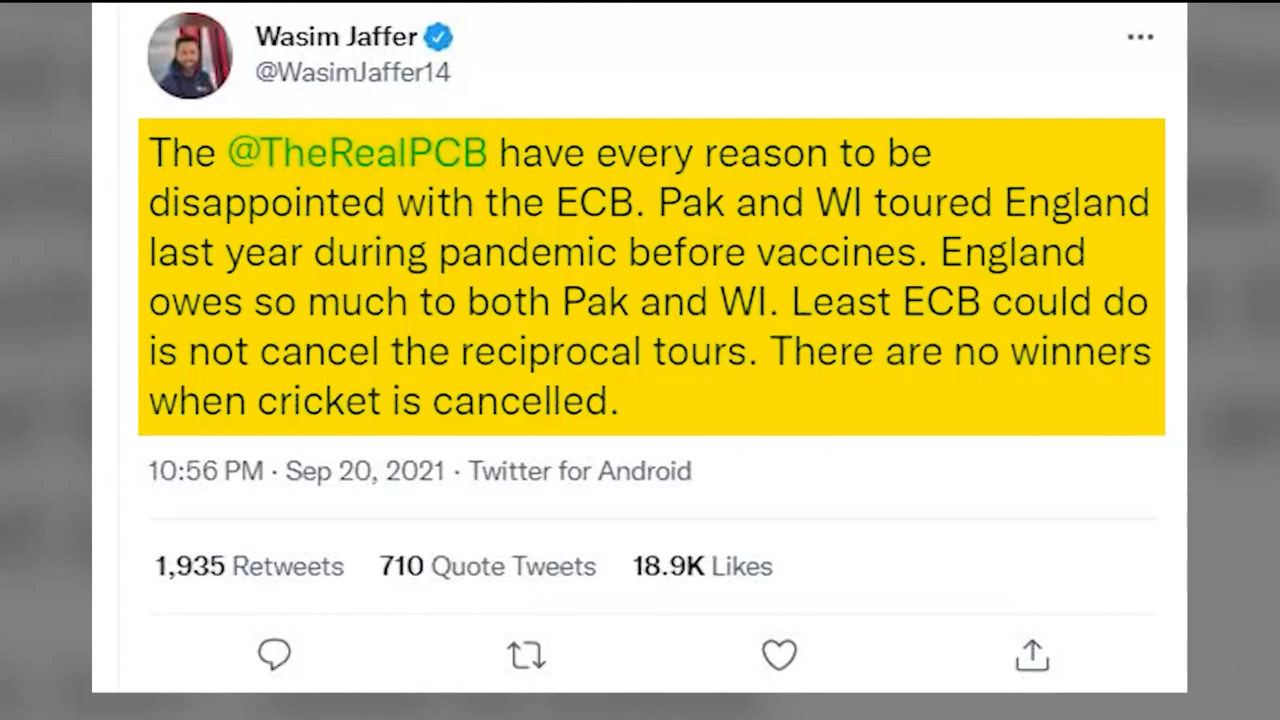 Wasim Jaffer
@WasimJaffer14
The @TheRealPCB have every reason to be
disappointed with the ECB. Pak and WI toured England
last year during pandemic before vaccines. England
owes so much to both Pak and WI. Least ECB could do
is not cancel the reciprocal tours. There are no winners
when cricket is cancelled.
10:56 PM · Sep 20, 2021 · Twitter for Android
1,935 Retweets 710 Quote Tweets 18.9K Likes